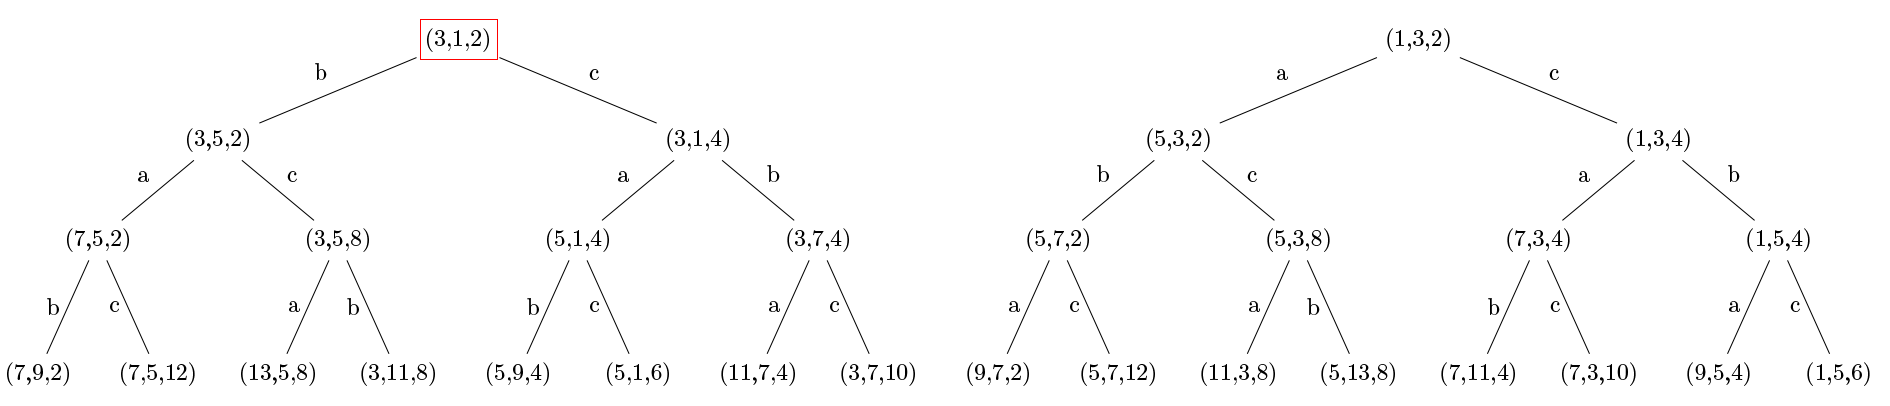 (3,1,2) (1,3,2)
b c a c
(3,5,2) (3,1,4) (5,3,2) (1,3,4)
a c a b b c a b
(7,5,2) (3,5,8) (5,1,4) (3,7,4) (5,7,2) (5,3,8) (7,3,4) (1,5,4)
b c a b b c a c a c a b b c a c
(7,9,2) (7,5,12) (13,5,8) (3,11,8) (5,9,4) (5,1,6) (11,7,4) (3,7,10) (9,7,2) (5,7,12) (11,3,8) (5,13,8) (7,11,4) (7,3,10) (9,5,4) (1,5,6)